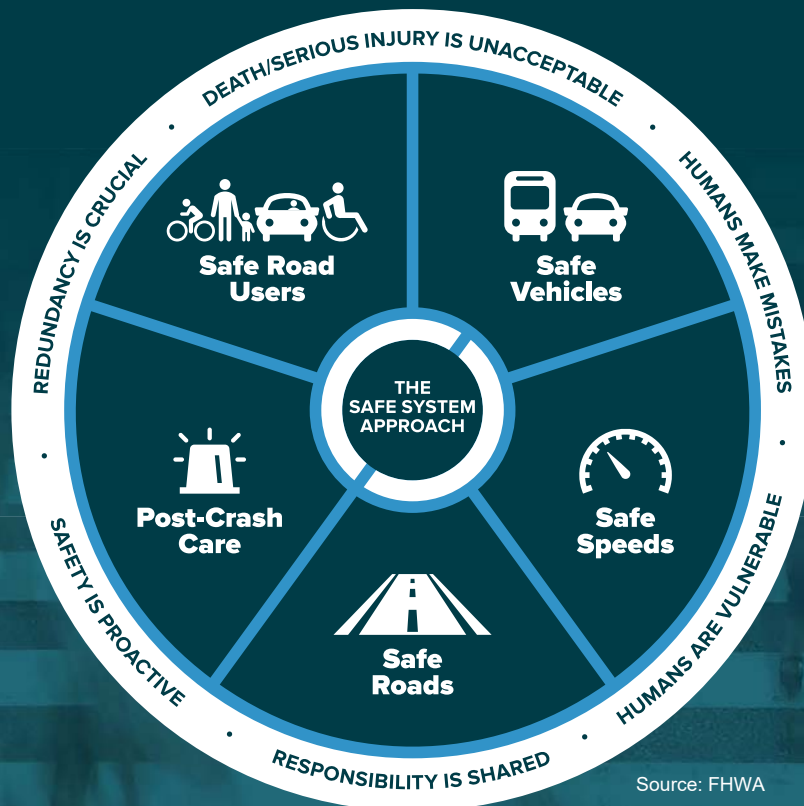 DEATH/SERIOUS INJURY IS UNACCEPTABLE
HUMANS MAKE MISTAKES
HUMANS ARE VULNERABLE
RESPONSIBILITY IS SHARED
SAFETY IS PROACTIVE
REDUNDANCY IS CRUCIAL
Safe Road
Users
Safe
Vehicles
THE
SAFE SYSTEM
APPROACH
Post-Crash
Care
Safe
Speeds
Safe
Roads
Source: FHWA